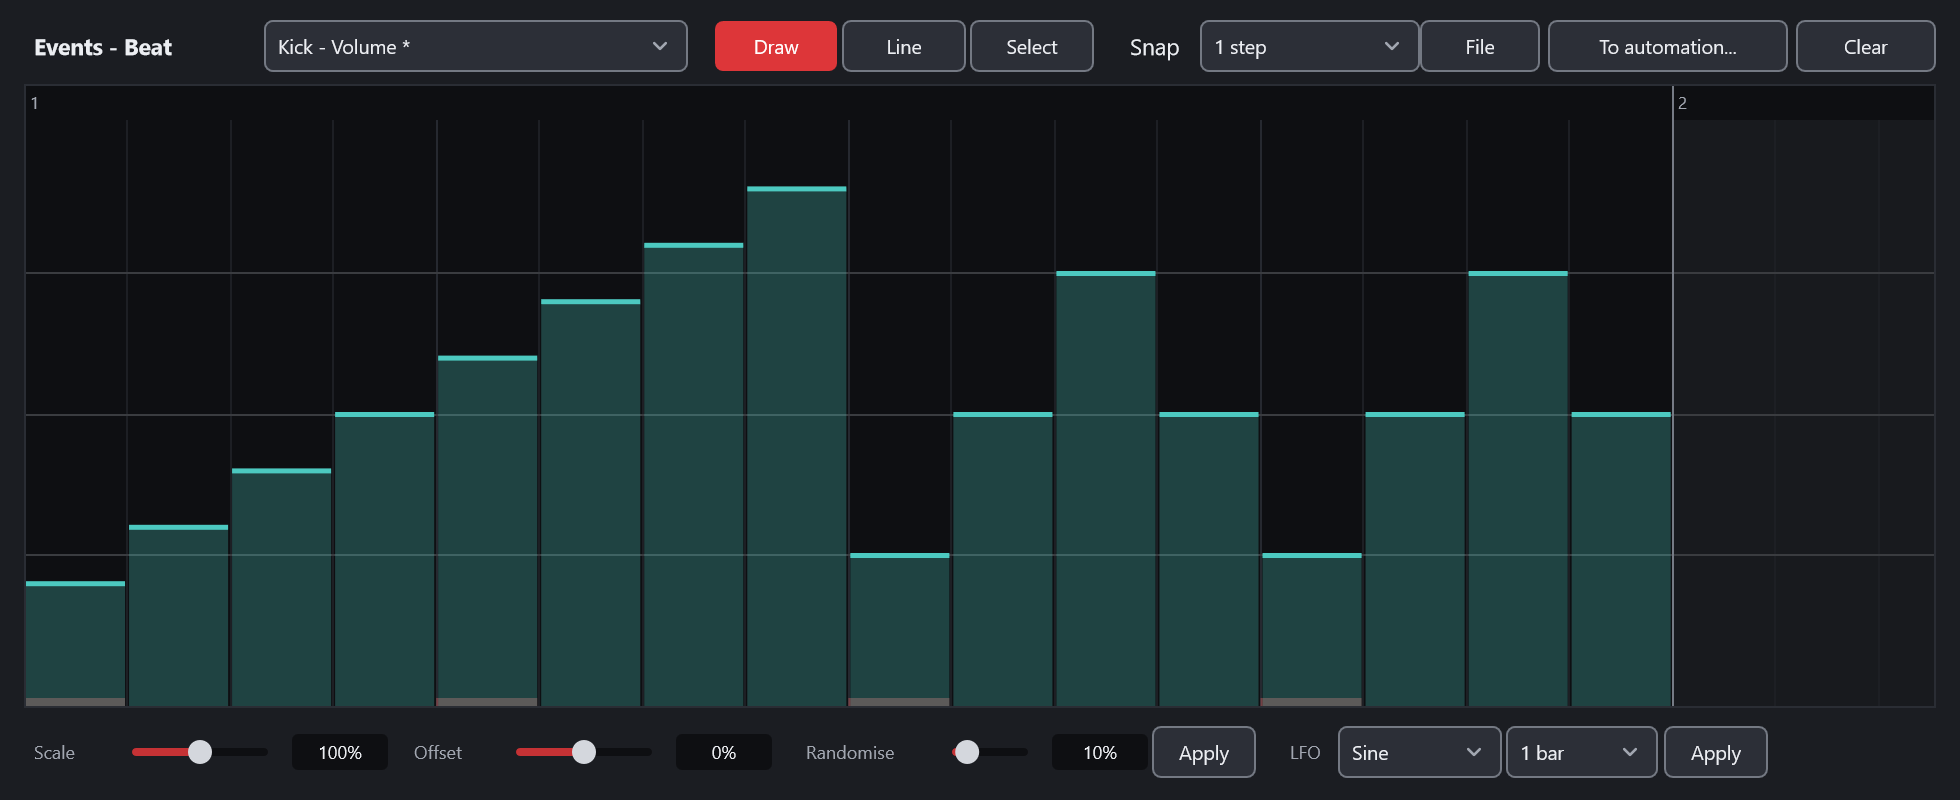 Events - Beat Kick - Volume * Draw Line Select Snap 1 step File To automation... Clear
1 2
Scale 100% Offset 0% Randomise 10% Apply LFO Sine 1 bar Apply